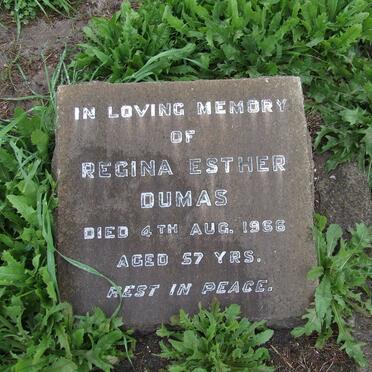 IN LOVING MEMORY
OF
REGINA ESTHER
DUMAS
DIED 4TH AUG. 1966
AGED 57 YRS.
REST IN PEACE.